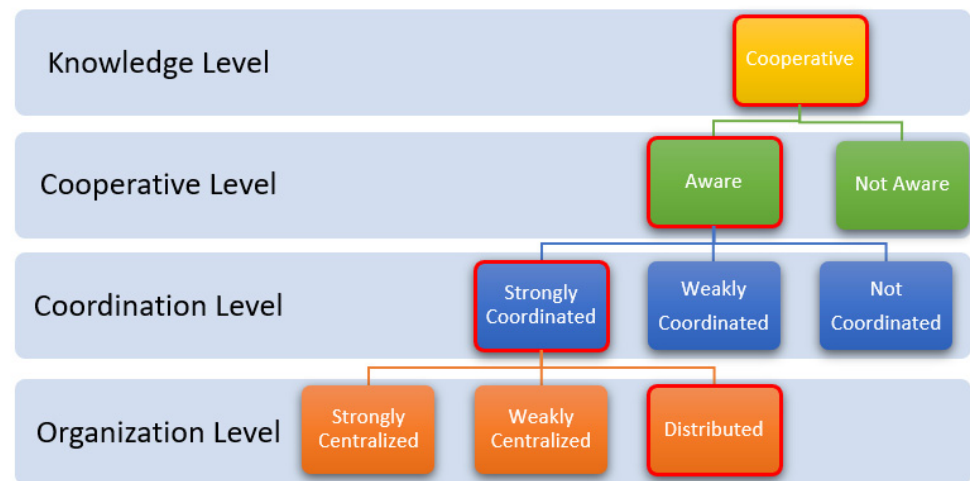 Knowledge Level
Cooperative
Cooperative Level
Aware
Not Aware
Coordination Level
Strongly
Coordinated
Weakly
Coordinated
Not
Coordinated
Organization Level
Strongly
Centralized
Weakly
Centralized
Distributed